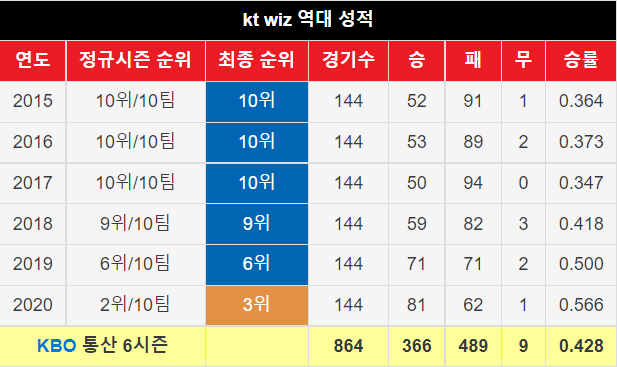 kt wiz 역대 성적
연도 정규시즌 순위 최종 순위 경기수 승 패 무 승률
2015 10위/10팀 10위 144 52 91 1 0.364
2016 10위/10팀 10위 144 53 89 2 0.373
2017 10위/10팀 10위 144 50 94 0 0.347
2018 9위/10팀 9위 144 59 82 3 0.418
2019 6위/10팀 6위 144 71 71 2 0.500
2020 2위/10팀 3위 144 81 62 1 0.566
KBO 통산 6시즌 864 366 489 9 0.428